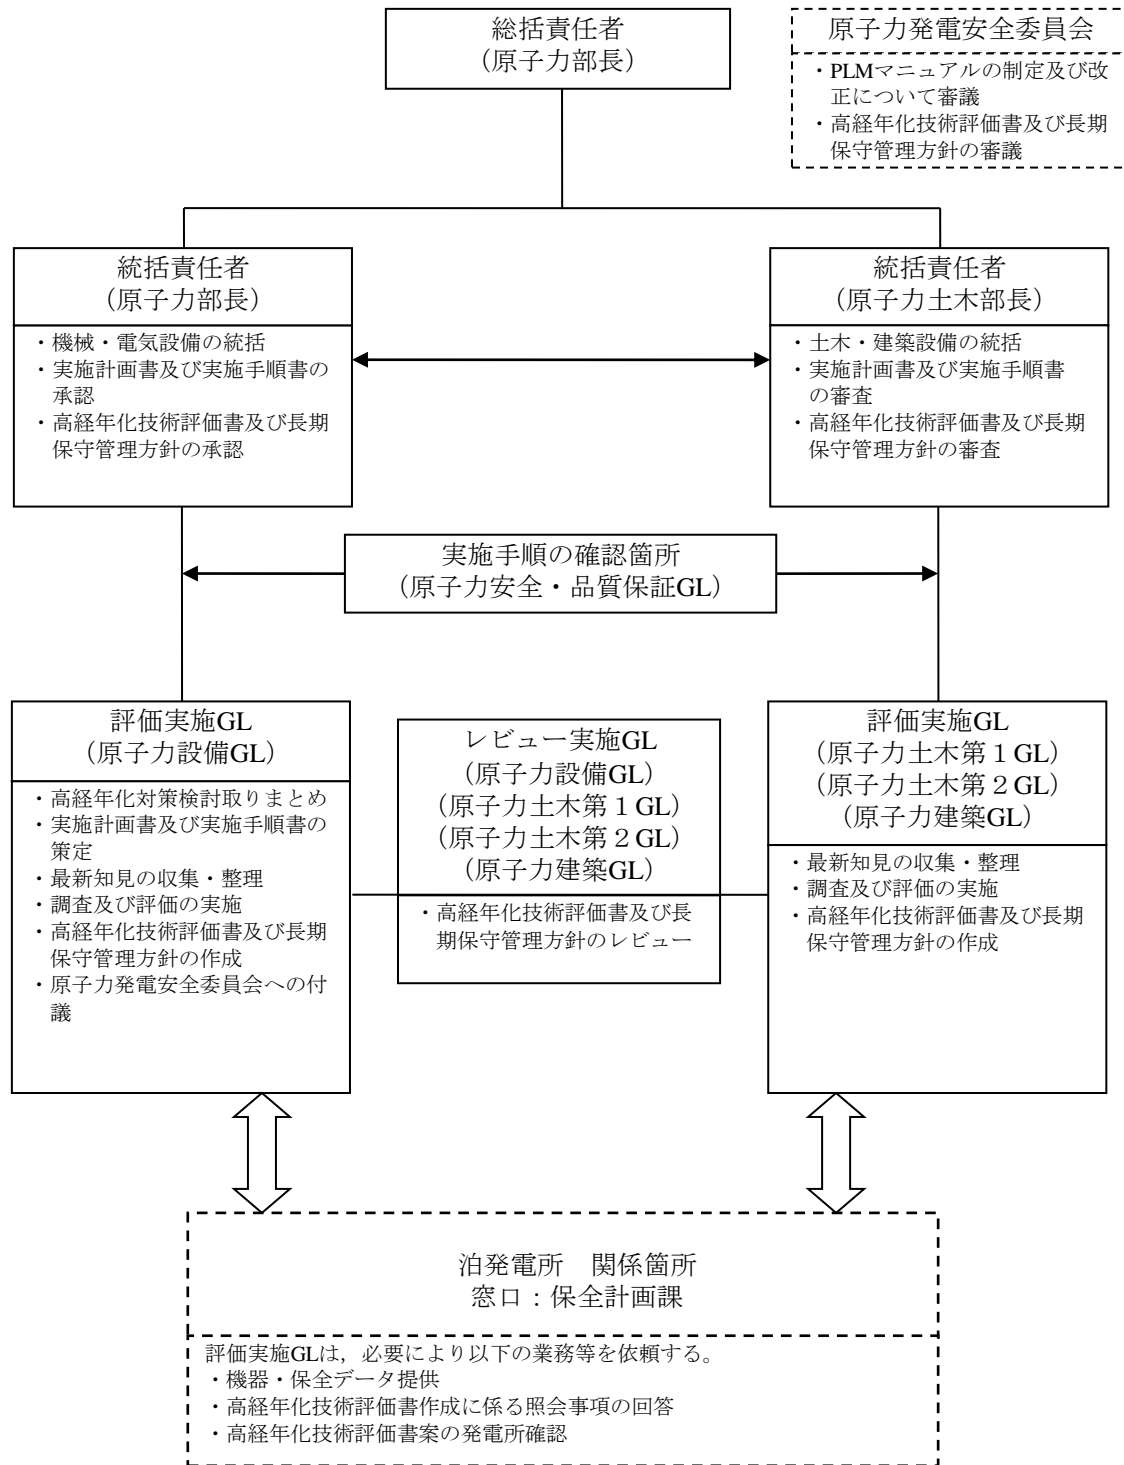 総括責任者
（原子力部長）
原子力発電安全委員会
・PLMマニュアルの制定及び改
正について審議
・高経年化技術評価書及び長期
保守管理方針の審議
統括責任者
（原子力部長）
・機械・電気設備の統括
・実施計画書及び実施手順書の
承認
・高経年化技術評価書及び長期
保守管理方針の承認
統括責任者
（原子力土木部長）
・土木・建築設備の統括
・実施計画書及び実施手順書
の審査
・高経年化技術評価書及び長期
保守管理方針の審査
実施手順の確認箇所
（原子力安全・品質保証GL）
評価実施GL
（原子力設備GL）
・高経年化対策検討取りまとめ
・実施計画書及び実施手順書の
策定
・最新知見の収集・整理
・調査及び評価の実施
・高経年化技術評価書及び長期
保守管理方針の作成
・原子力発電安全委員会への付
議
レビュー実施GL
（原子力設備GL）
（原子力土木第１GL）
（原子力土木第２GL）
（原子力建築GL）
・高経年化技術評価書及び長
期保守管理方針のレビュー
評価実施GL
（原子力土木第１GL）
（原子力土木第２GL）
（原子力建築GL）
・最新知見の収集・整理
・調査及び評価の実施
・高経年化技術評価書及び長期
保守管理方針の作成
泊発電所　関係箇所
窓口：保全計画課
評価実施GLは，必要により以下の業務等を依頼する。
・機器・保全データ提供
・高経年化技術評価書作成に係る照会事項の回答
・高経年化技術評価書案の発電所確認